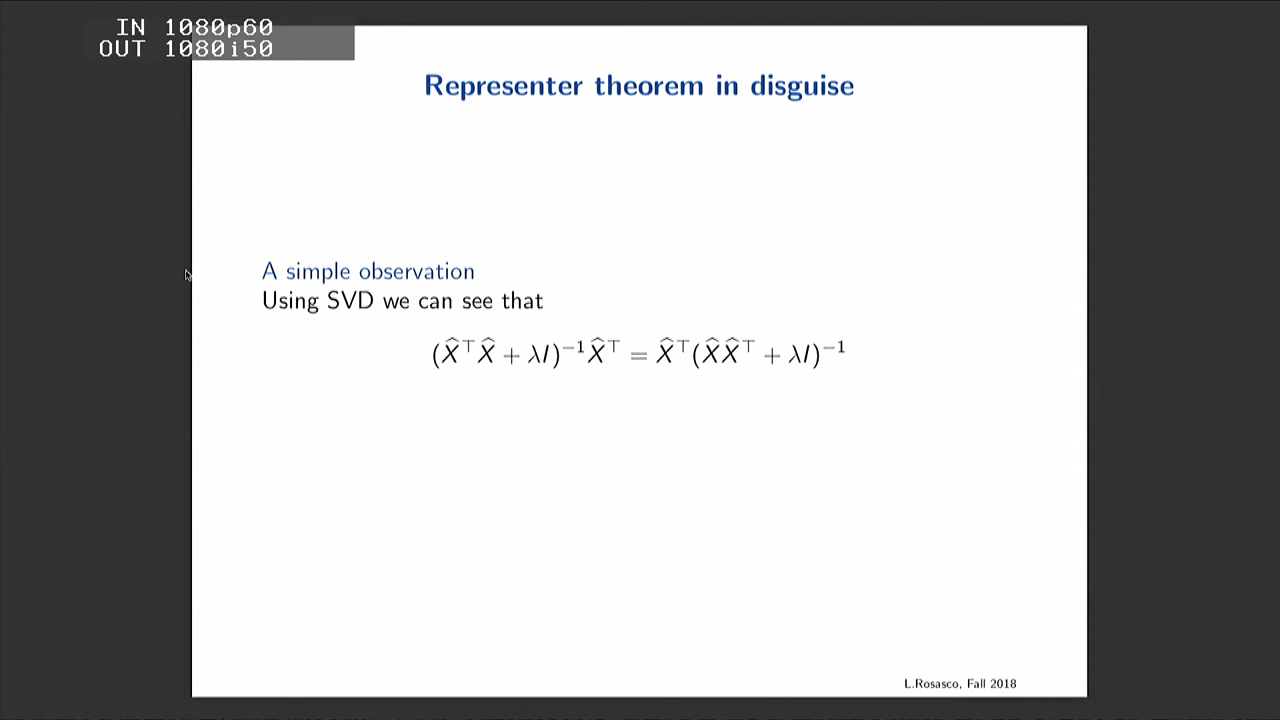 IN 1080p60
OUT 1080i50
Representer theorem in disguise
A simple observation
Using SVD we can see that
(X̂⊤X̂ + λI)⁻¹X̂⊤ = X̂⊤(X̂X̂⊤ + λI)⁻¹
L.Rosasco, Fall 2018